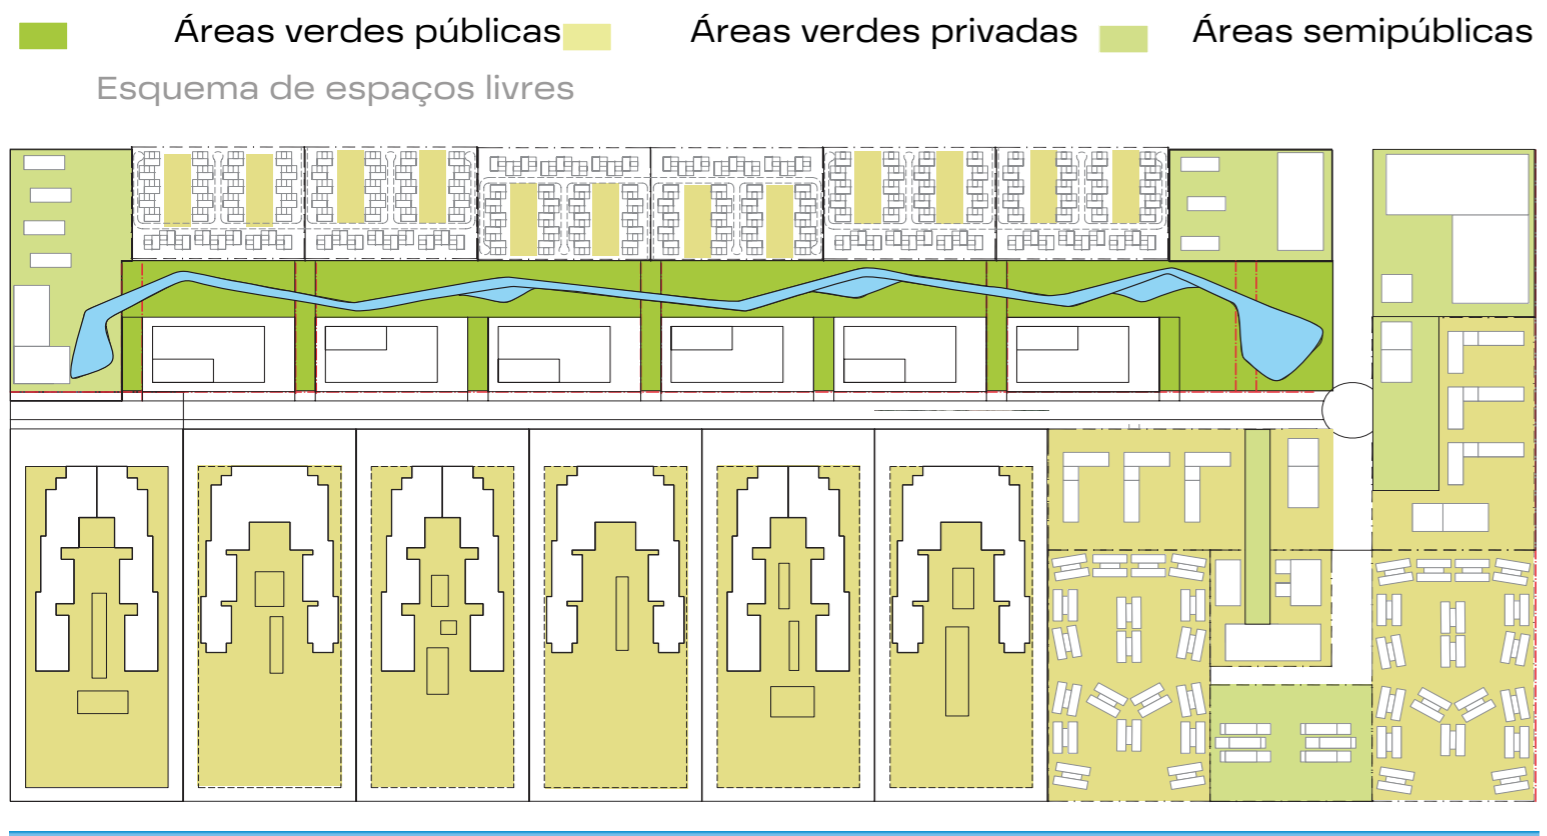 Áreas verdes públicas Áreas verdes privadas Áreas semipúblicas
Esquema de espaços livres